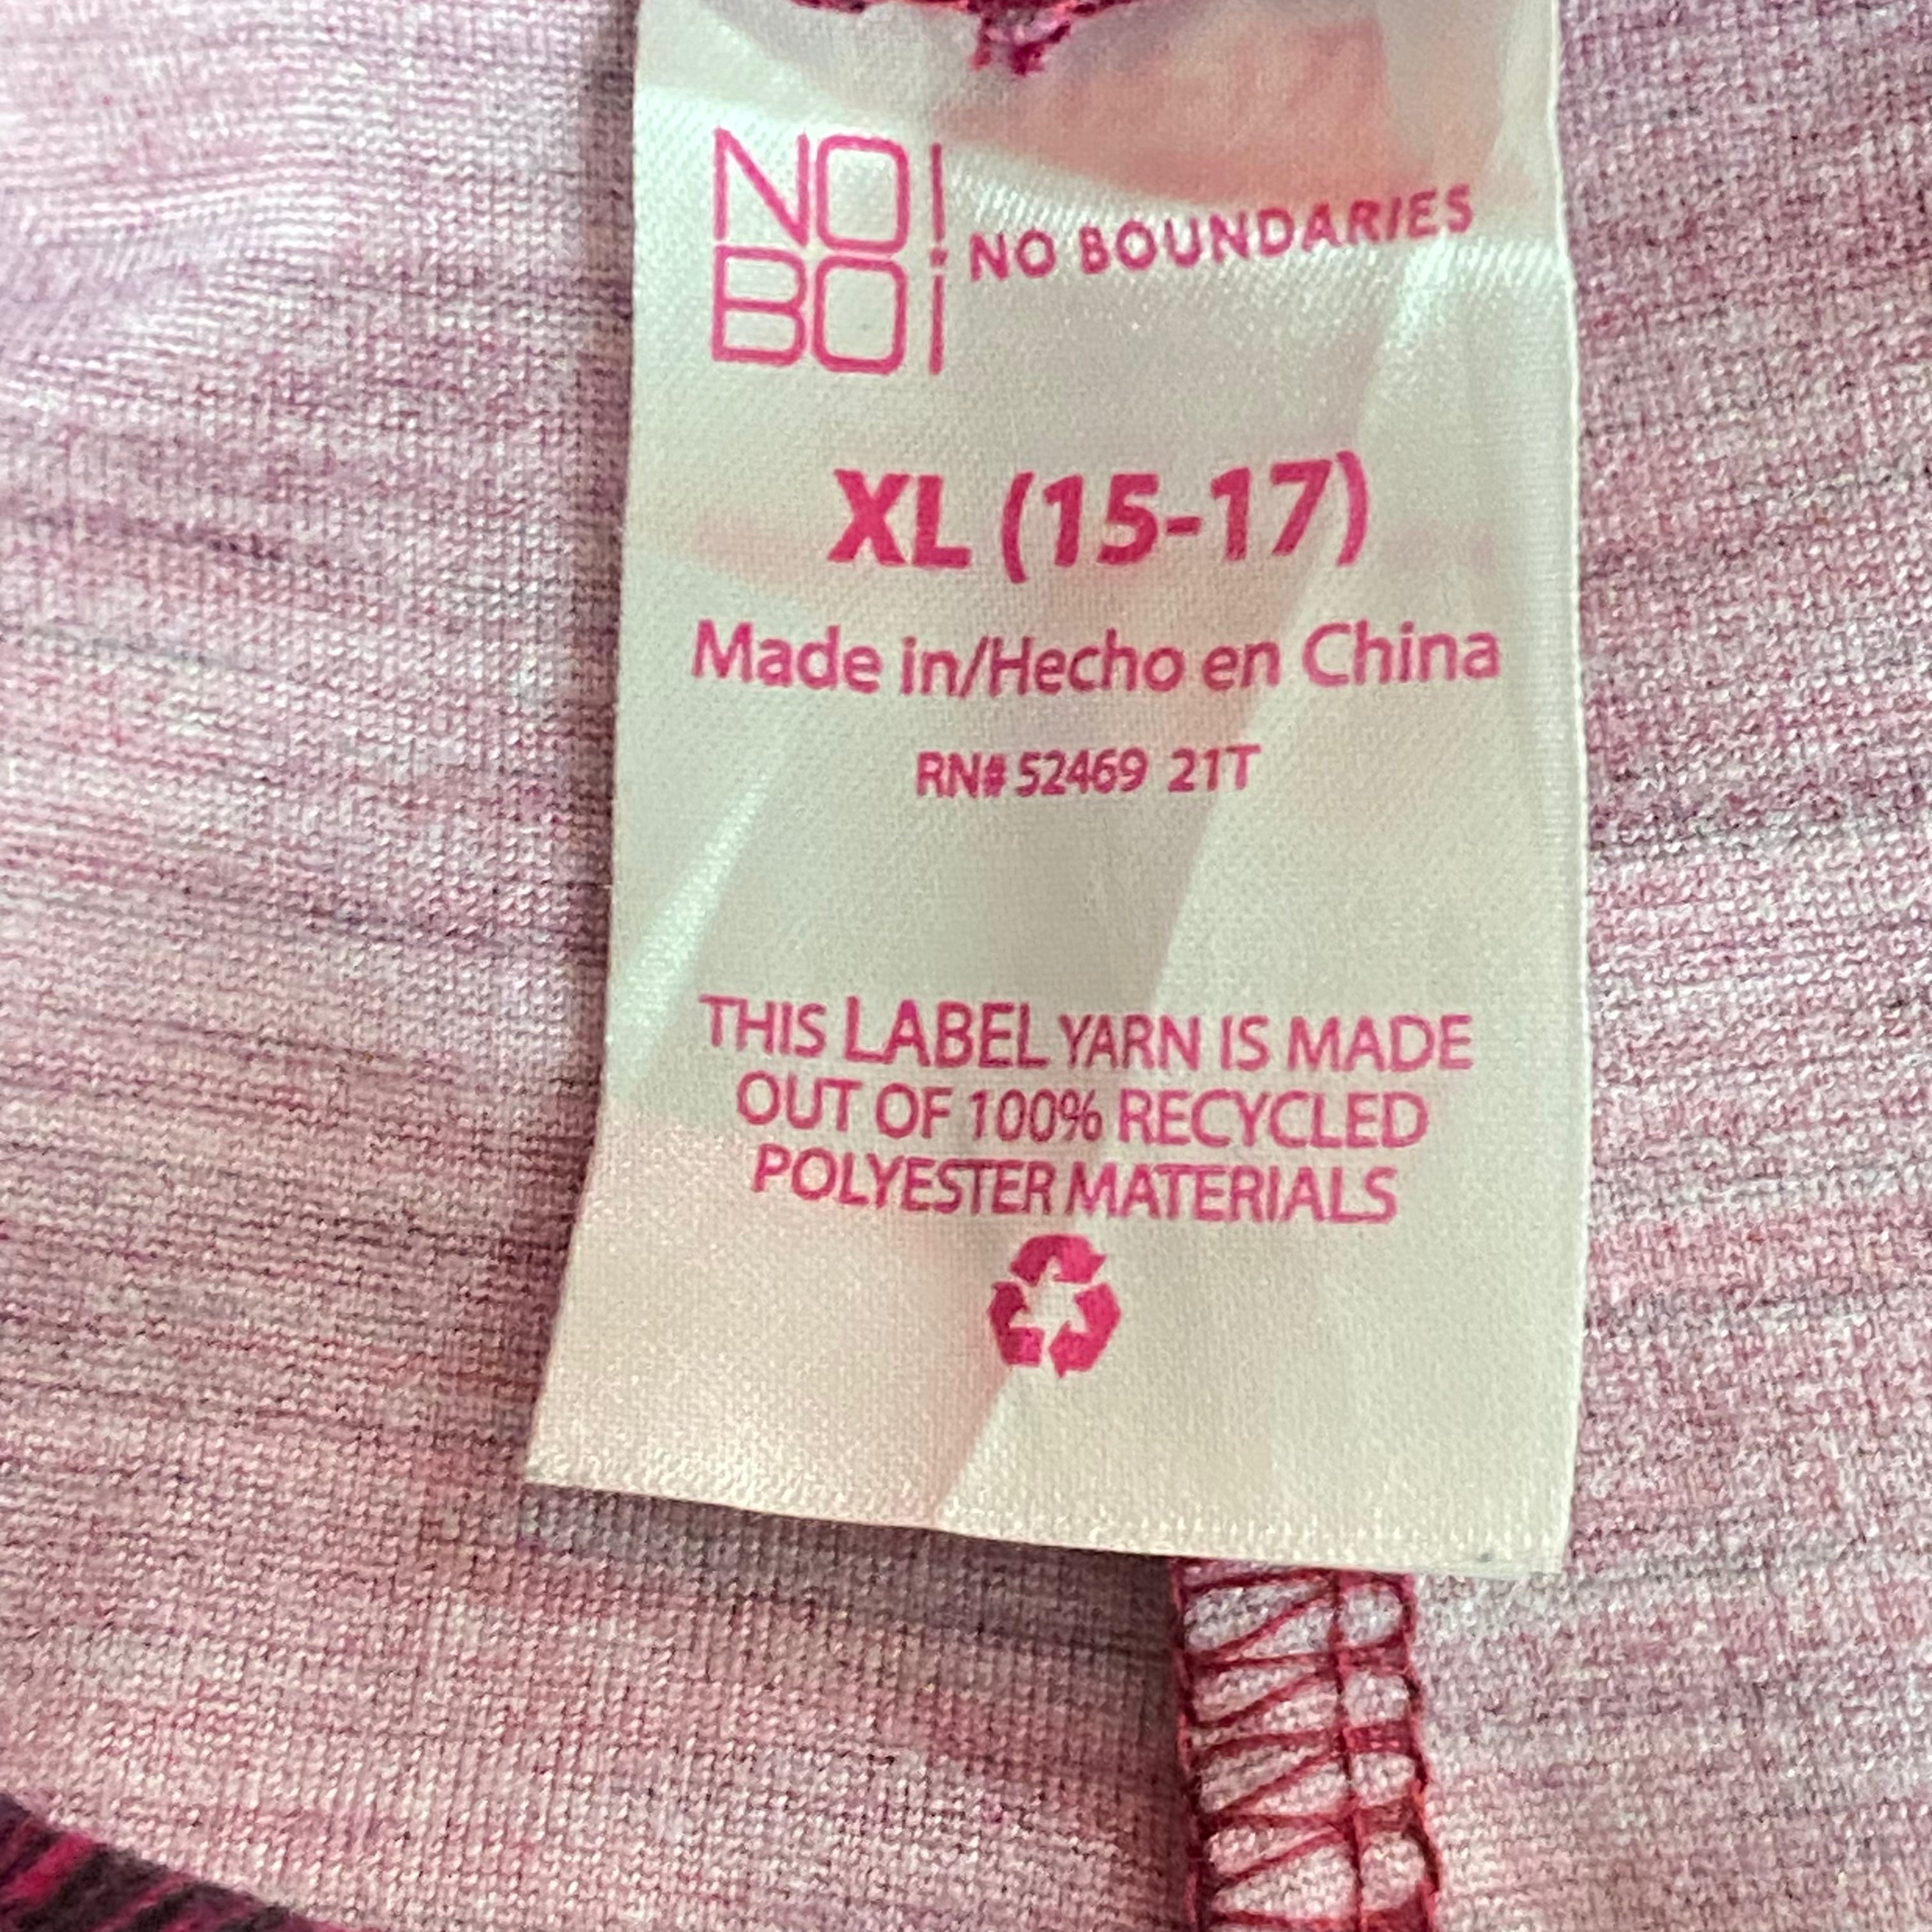 NO!
BO¡
NO BOUNDARIES
XL (15-17)
Made in/Hecho en China
RN# 52469 21T
THIS LABEL YARN IS MADE
OUT OF 100% RECYCLED
POLYESTER MATERIALS